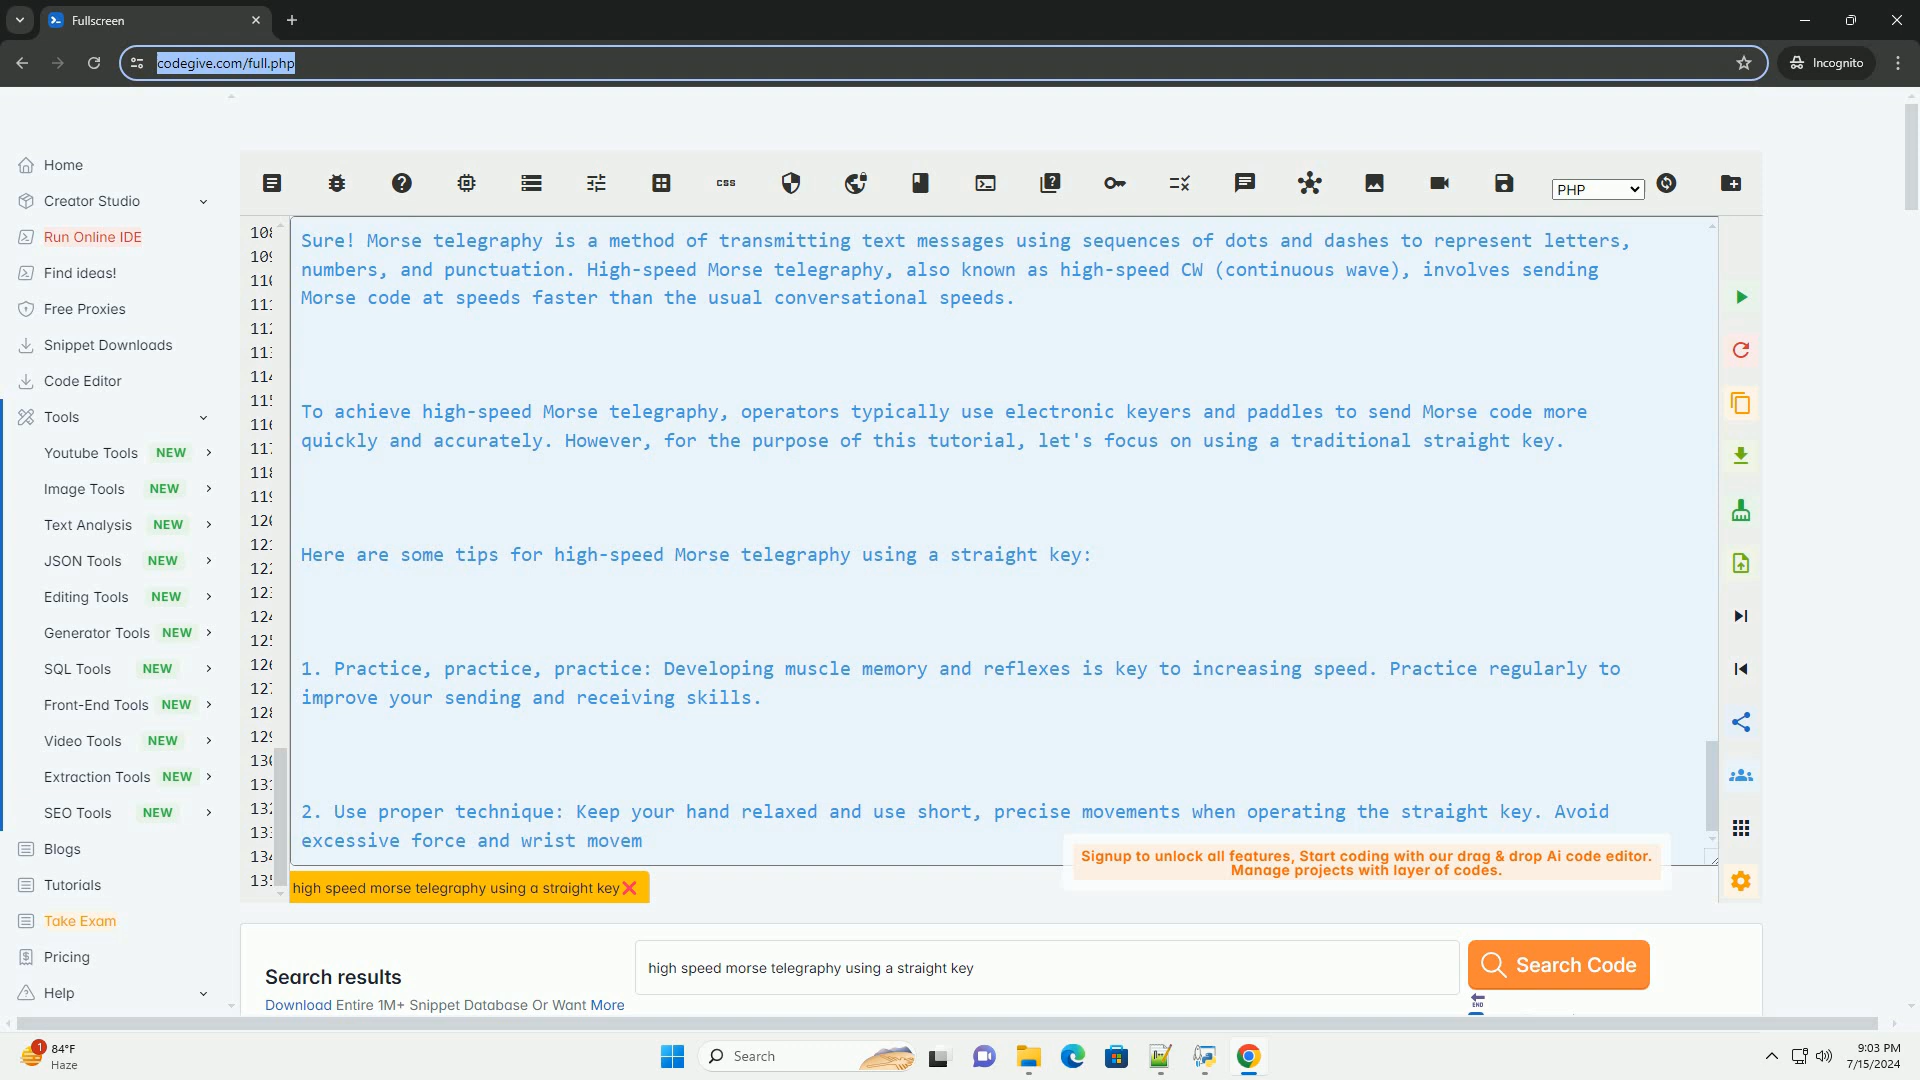 Fullscreen
codegive.com/full.php
Incognito
Home
Creator Studio
Run Online IDE
Find ideas!
Free Proxies
Snippet Downloads
Code Editor
Tools
Youtube Tools NEW
Image Tools NEW
Text Analysis NEW
JSON Tools NEW
Editing Tools NEW
Generator Tools NEW
SQL Tools NEW
Front-End Tools NEW
Video Tools NEW
Extraction Tools NEW
SEO Tools NEW
Blogs
Tutorials
Take Exam
Pricing
Help
css
PHP
Sure! Morse telegraphy is a method of transmitting text messages using sequences of dots and dashes to represent letters,
numbers, and punctuation. High-speed Morse telegraphy, also known as high-speed CW (continuous wave), involves sending
Morse code at speeds faster than the usual conversational speeds.
To achieve high-speed Morse telegraphy, operators typically use electronic keyers and paddles to send Morse code more
quickly and accurately. However, for the purpose of this tutorial, let's focus on using a traditional straight key.
Here are some tips for high-speed Morse telegraphy using a straight key:
1. Practice, practice, practice: Developing muscle memory and reflexes is key to increasing speed. Practice regularly to
improve your sending and receiving skills.
2. Use proper technique: Keep your hand relaxed and use short, precise movements when operating the straight key. Avoid
excessive force and wrist movem
Signup to unlock all features, Start coding with our drag & drop Ai code editor.
Manage projects with layer of codes.
high speed morse telegraphy using a straight key
Search results
Download Entire 1M+ Snippet Database Or Want More
high speed morse telegraphy using a straight key
Search Code
END
1
84°F
Haze
Search
9:03 PM
7/15/2024